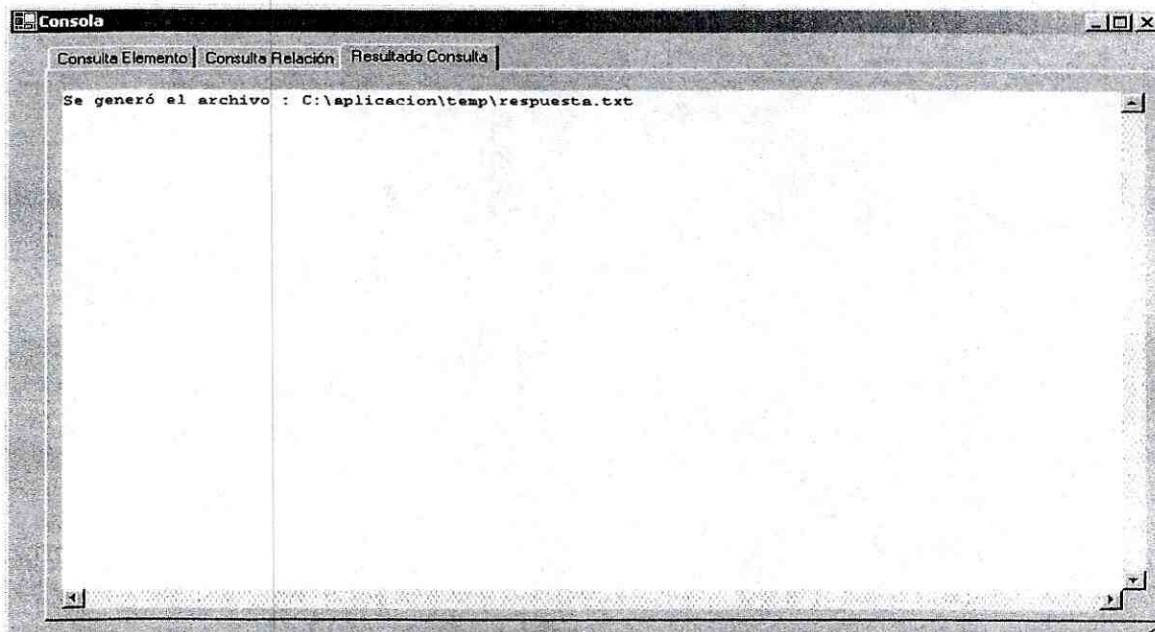 Consola
Consulta Elemento Consulta Relación Resultado Consulta
Se generó el archivo : C:\aplicacion\temp\respuesta.txt